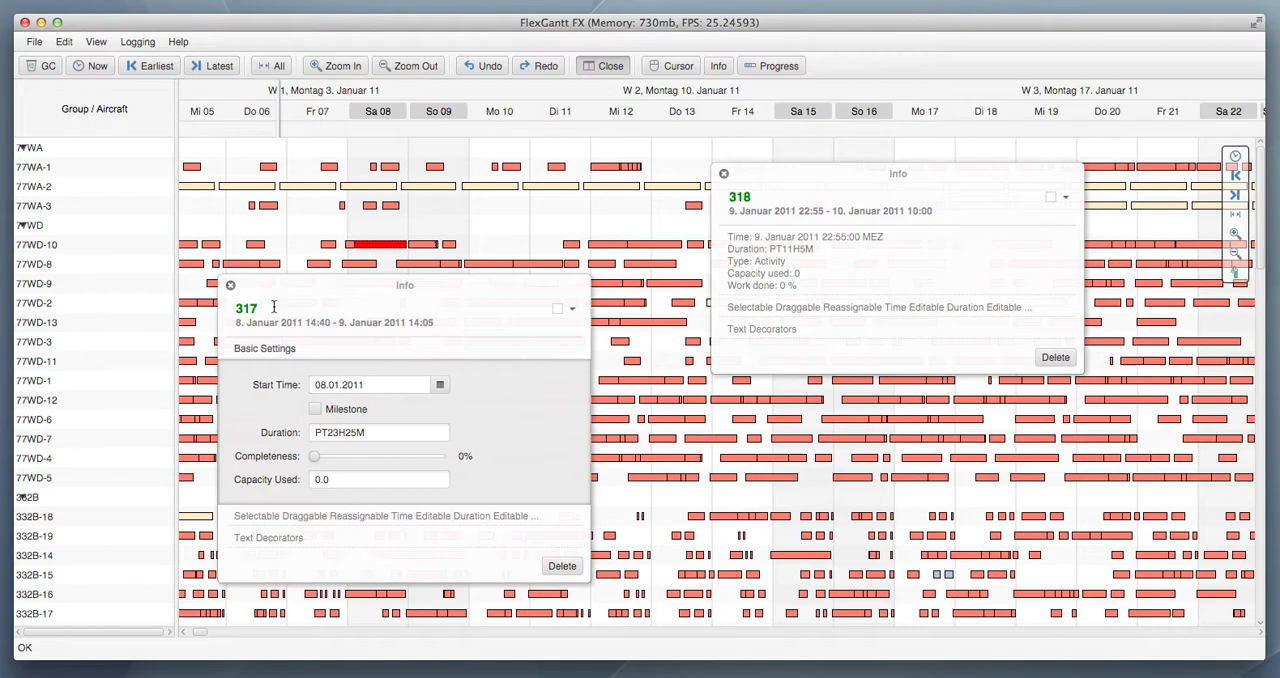 FlexGantt FX (Memory: 730mb, FPS: 25.24593)
File Edit View Logging Help
GC Now Earliest Latest All Zoom In Zoom Out Undo Redo Close Cursor Info Progress
W 1, Montag 3. Januar 11 W 2, Montag 10. Januar 11 W 3, Montag 17. Januar 11
Group / Aircraft
Mi 05 Do 06 Fr 07 Sa 08 So 09 Mo 10 Di 11 Mi 12 Do 13 Fr 14 Sa 15 So 16 Mo 17 Di 18 Mi 19 Do 20 Fr 21 Sa 22
77WA
77WA-1
77WA-2
77WA-3
77WD
77WD-10
77WD-8
77WD-9
77WD-2
77WD-13
77WD-3
77WD-11
77WD-1
77WD-12
77WD-6
77WD-7
77WD-4
77WD-5
332B
332B-18
332B-19
332B-14
332B-15
332B-16
332B-17
Info
317
8. Januar 2011 14:40 - 9. Januar 2011 14:05
Basic Settings
Start Time: 08.01.2011
Milestone
Duration: PT23H25M
Completeness: 0%
Capacity Used: 0.0
Selectable Draggable Reassignable Time Editable Duration Editable ...
Text Decorators
Delete
Info
318
9. Januar 2011 22:55 - 10. Januar 2011 10:00
Time: 9. Januar 2011 22:55:00 MEZ
Duration: PT11H5M
Type: Activity
Capacity used: 0
Work done: 0 %
Selectable Draggable Reassignable Time Editable Duration Editable ...
Text Decorators
Delete
OK